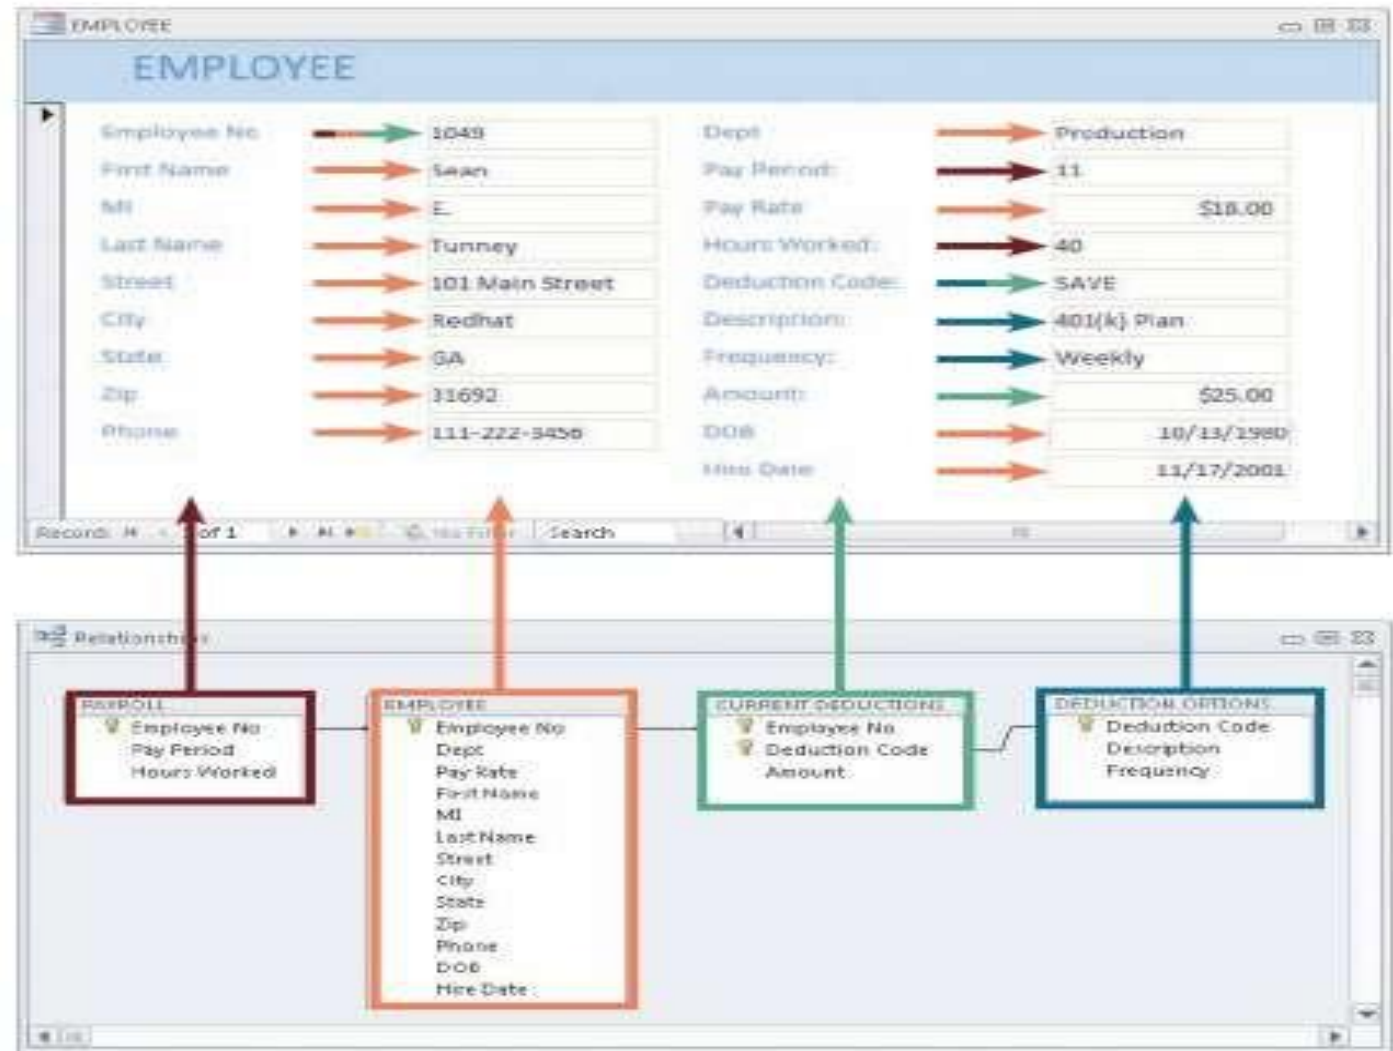 EMPLOYEE
EMPLOYEE
Employee No 1049
First Name Sean
MI E.
Last Name Tunney
Street 101 Main Street
City Redhat
State GA
Zip 31692
Phone 111-222-3456
Dept Production
Pay Period: 11
Pay Rate $18.00
Hours Worked: 40
Deduction Code: SAVE
Description: 401(k) Plan
Frequency: Weekly
Amount: $25.00
DOB 10/13/1980
Hire Date 11/17/2001
Record: of 1 No Filter Search
Relationships
PAYROLL
Employee No
Pay Period
Hours Worked
EMPLOYEE
Employee No
Dept
Pay Rate
First Name
MI
Last Name
Street
City
State
Zip
Phone
DOB
Hire Date
CURRENT DEDUCTIONS
Employee No
Deduction Code
Amount
DEDUCTION OPTIONS
Deduction Code
Description
Frequency